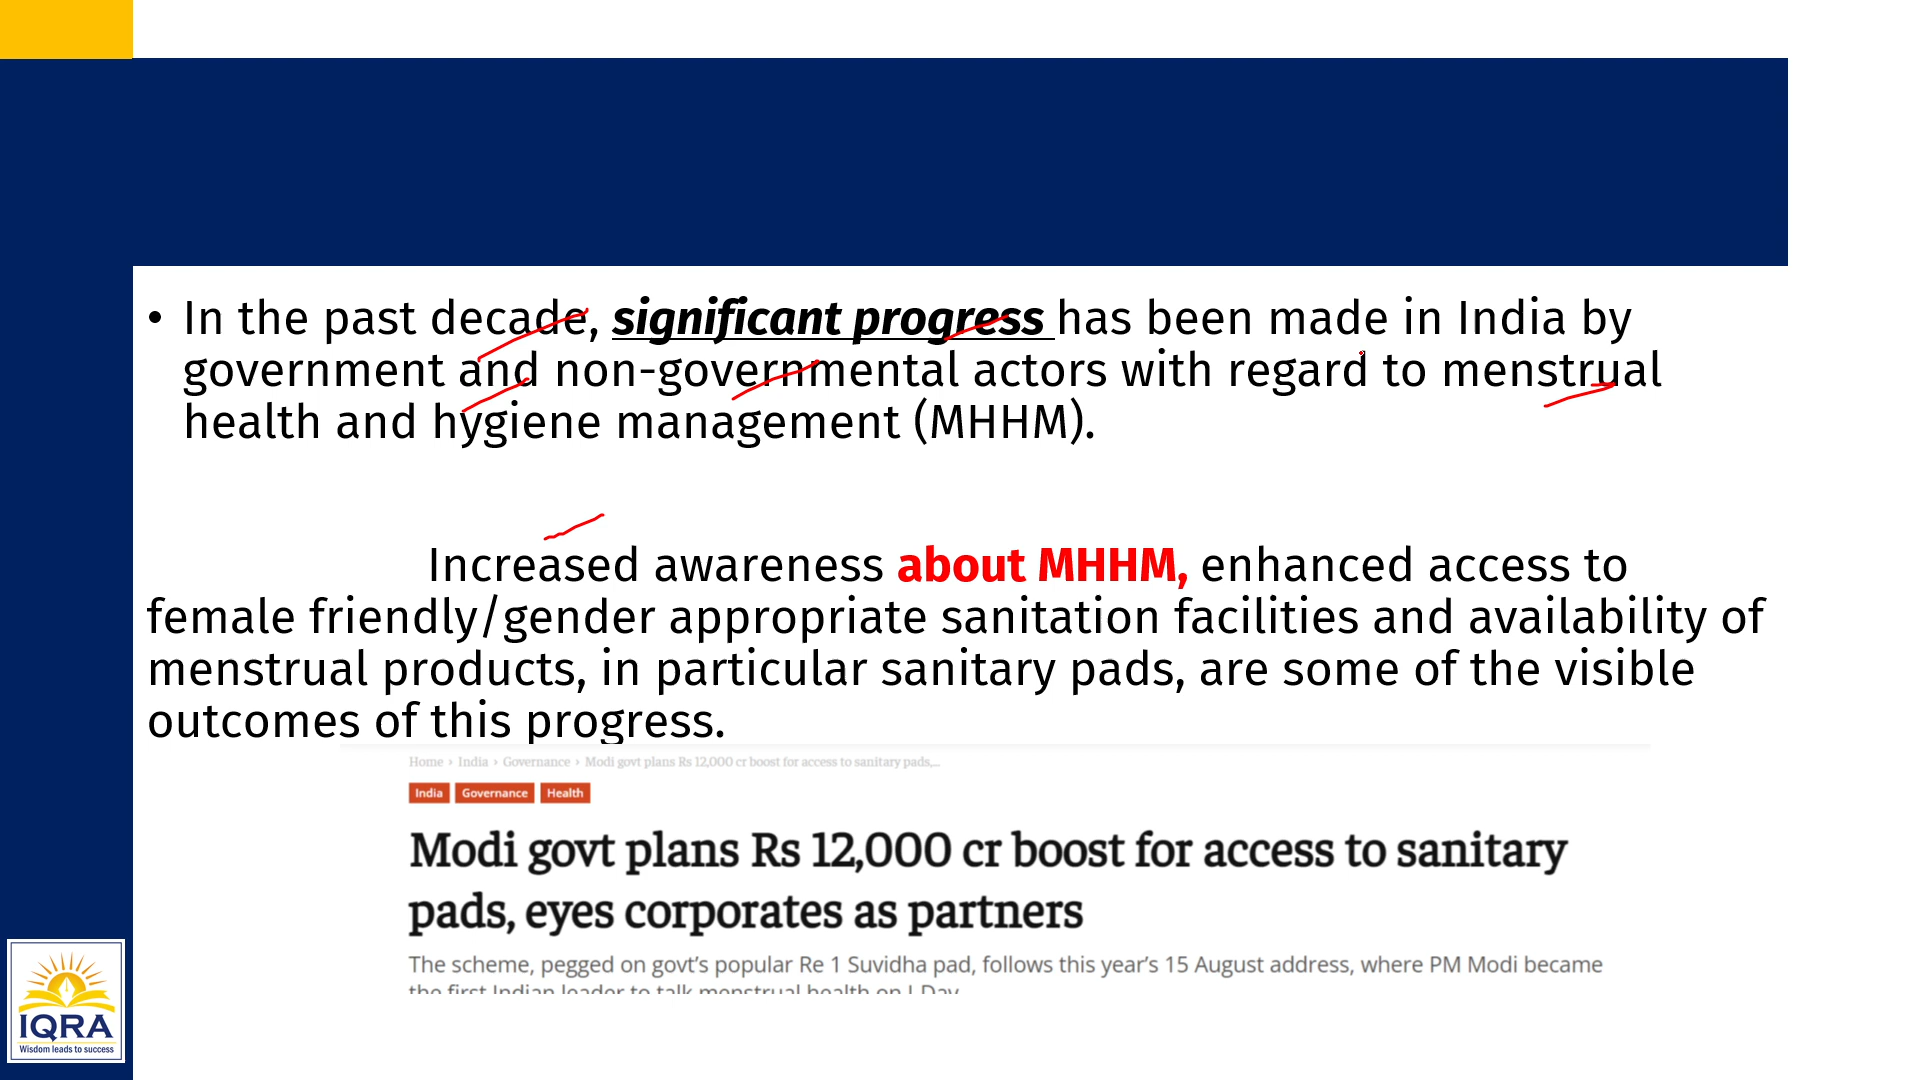 • In the past decade, significant progress has been made in India by
government and non-governmental actors with regard to menstrual
health and hygiene management (MHHM).
Increased awareness about MHHM, enhanced access to
female friendly/gender appropriate sanitation facilities and availability of
menstrual products, in particular sanitary pads, are some of the visible
outcomes of this progress.
Home › India › Governance › Modi govt plans Rs 12,000 cr boost for access to sanitary pads,...
India Governance Health
Modi govt plans Rs 12,000 cr boost for access to sanitary
pads, eyes corporates as partners
The scheme, pegged on govt's popular Re 1 Suvidha pad, follows this year's 15 August address, where PM Modi became
the first Indian leader to talk menstrual health on I-Day
IQRA
Wisdom leads to success